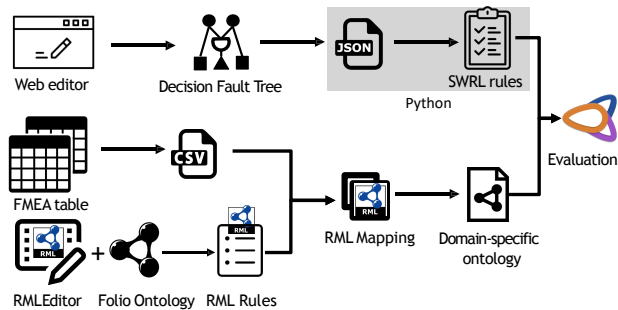 JSON
Web editor
Decision Fault Tree
SWRL rules
Python
CSV
Evaluation
FMEA table
RML
RML
RML
RML Mapping
Domain-specific
ontology
RMLEditor
+
Folio Ontology
RML Rules